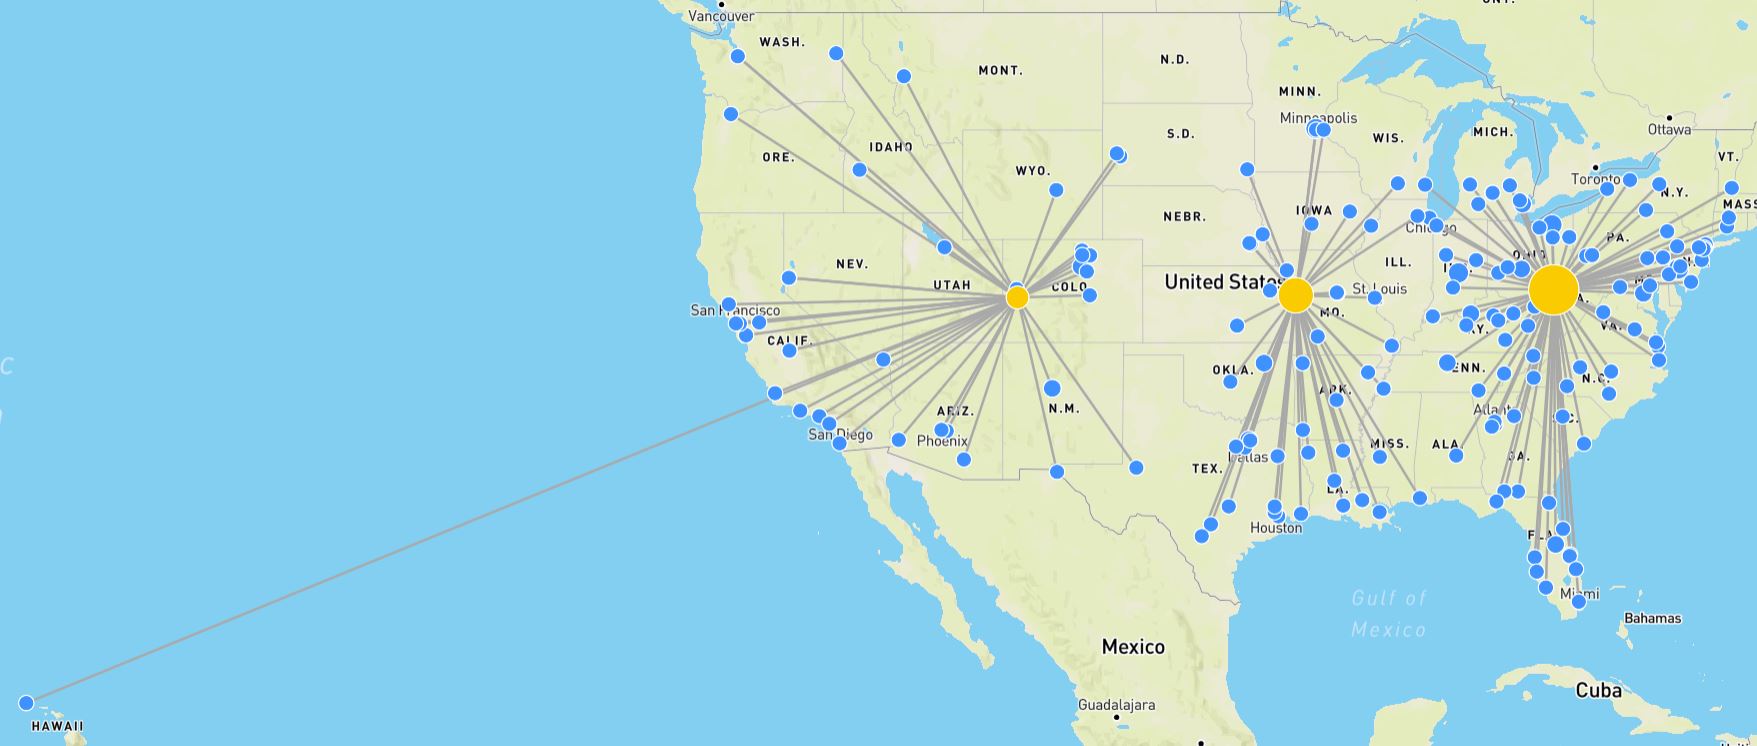 ONT.
Vancouver
WASH.
MONT.
N.D.
MINN.
Minneapolis
Ottawa
S.D.
WIS.
MICH.
ORE.
IDAHO
WYO.
Toronto
VT.
N.Y.
MASS
NEBR.
IOWA
Chicago
PA.
NEV.
UTAH
COLO
United States
ILL.
St. Louis
OHIO
San Francisco
CALIF.
MO.
KY.
VA.
OKLA.
ARK.
TENN.
N.C.
ARIZ.
N.M.
Atlanta
S.C.
San Diego
Phoenix
TEX.
Dallas
MISS.
ALA
GA.
LA.
Houston
FLA
Gulf of
Mexico
Miami
Bahamas
Mexico
Cuba
Guadalajara
HAWAII
C